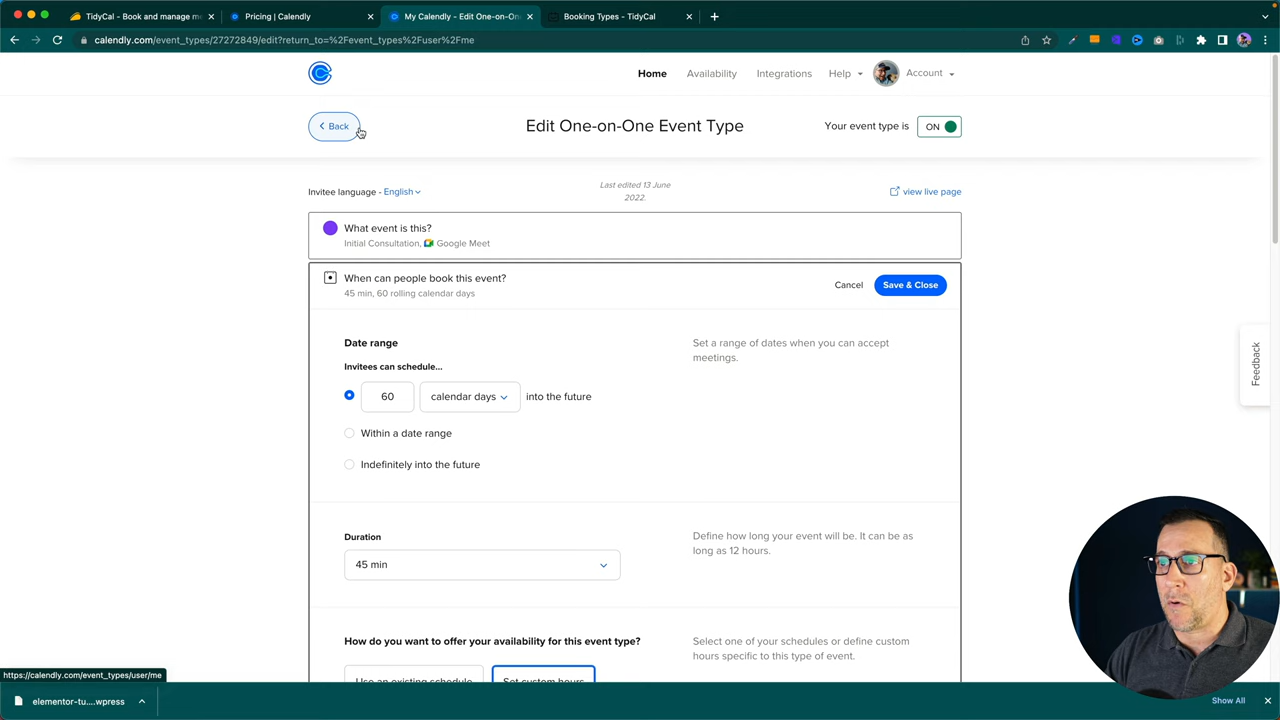 TidyCal - Book and manage m
Pricing | Calendly
My Calendly - Edit One-on-On
Booking Types - TidyCal
calendly.com/event_types/27272849/edit?return_to=%2Fevent_types%2Fuser%2Fme
Home
Availability
Integrations
Help
Account
Back
Edit One-on-One Event Type
Your event type is
ON
Invitee language - English
Last edited 13 June
2022.
view live page
What event is this?
Initial Consultation, Google Meet
When can people book this event?
45 min, 60 rolling calendar days
Cancel
Save & Close
Date range
Set a range of dates when you can accept
meetings.
Invitees can schedule...
60
calendar days
into the future
Within a date range
Indefinitely into the future
Feedback
Duration
Define how long your event will be. It can be
as long as 12 hours.
45 min
How do you want to offer your availability for this event type?
Select one of your schedules or define custom
hours specific to this type of event.
Use an existing schedule
Set custom hours
https://calendly.com/event_types/user/me
elementor-tu....wpress
Show All